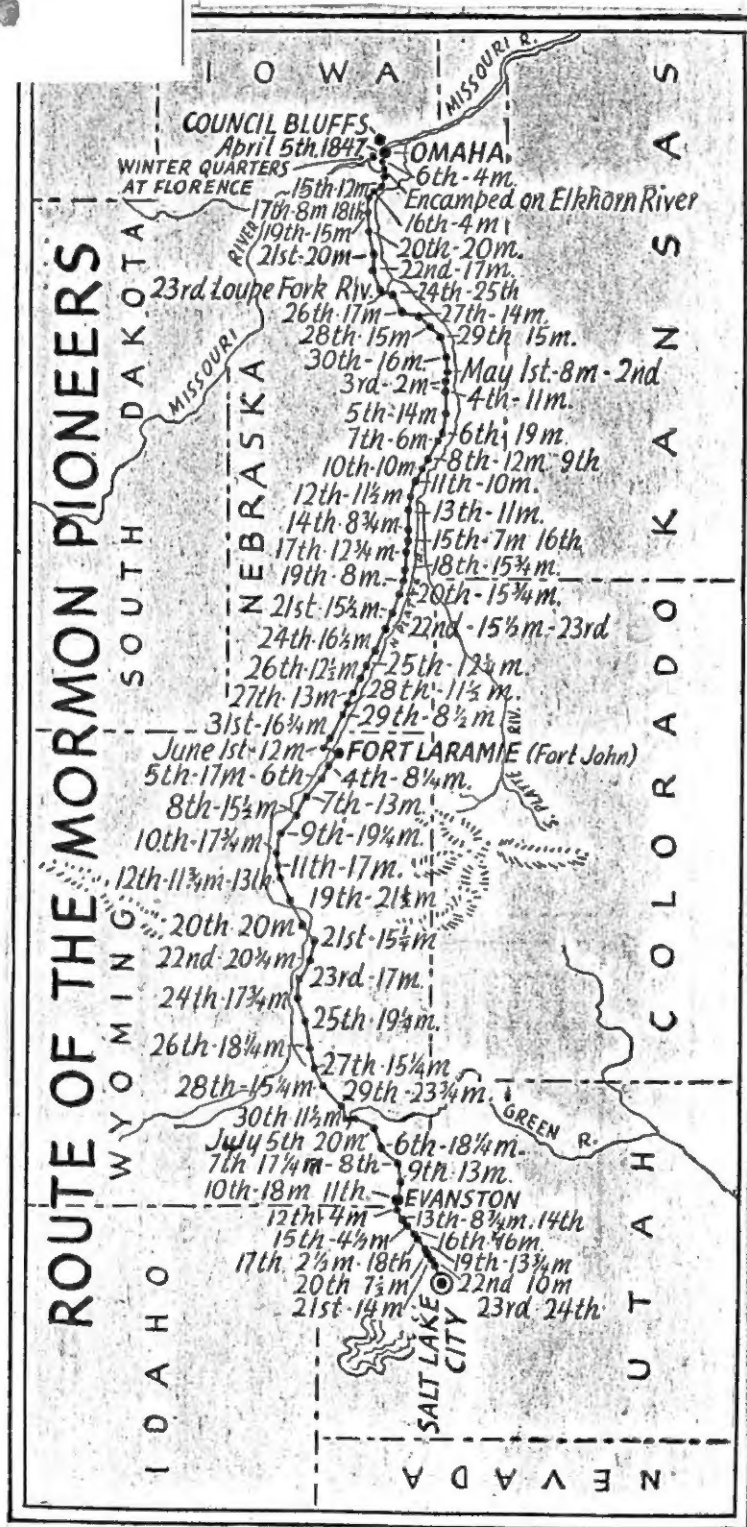 ROUTE OF THE MORMON PIONEERS
IOWA
MISSOURI R.
COUNCIL BLUFFS
April 5th. 1847
OMAHA
WINTER QUARTERS
AT FLORENCE
6th-4m.
15th-12m
Encamped on Elkhorn River
17th-8m 18th
16th-4m
19th-15m
RIVER
20th-20m.
21st-20m
22nd-17m.
23rd Loupe Fork Riv.
24th-25th
26th-17m
27th-14m.
28th-15m
29th 15m.
30th-16m
May 1st-8m-2nd
3rd-2m
4th-11m.
5th-14m
6th-19m.
7th-6m
8th-12m 9th
10th-10m
11th-10m.
12th-11½m
13th-11m.
14th-8¾m
15th-7m 16th
17th-12¾m
18th-15¾m.
19th-8m.
20th-15¾m.
21st-15½m
22nd-15½m-23rd
24th-16½m
25th-12¼m.
26th-12½m
28th-11½m.
27th-13m
29th-8½m
31st-16¾m
June 1st-12m
FORT LARAMIE (Fort John)
5th-17m-6th
4th-8¼m.
8th-15½m
7th-13m
10th-17¾m
9th-19¼m.
11th-17m.
12th-11¾m-13th
19th-21½m
20th 20m
21st-15¼m
22nd-20¼m
23rd-17m.
24th-17¾m
25th-19¼m.
26th-18¼m
27th-15¼m
28th-15¼m
29th-23¾m.
30th 11½m
GREEN R.
July 5th 20m
6th-18¼m.
7th 17¼m-8th
9th-13m.
10th-18m 11th
EVANSTON
12th-4m
13th-8¾m. 14th
15th-4½m
16th-16m
17th 2½m-18th
19th-13¾m
20th 7½m
22nd 10m
21st-14m
23rd-24th
SALT LAKE
CITY
MISSOURI
SOUTH DAKOTA
NEBRASKA
KANSAS
N. PLATTE
S. PLATTE
RIV.
WYOMING
COLORADO
IDAHO
UTAH
NEVADA